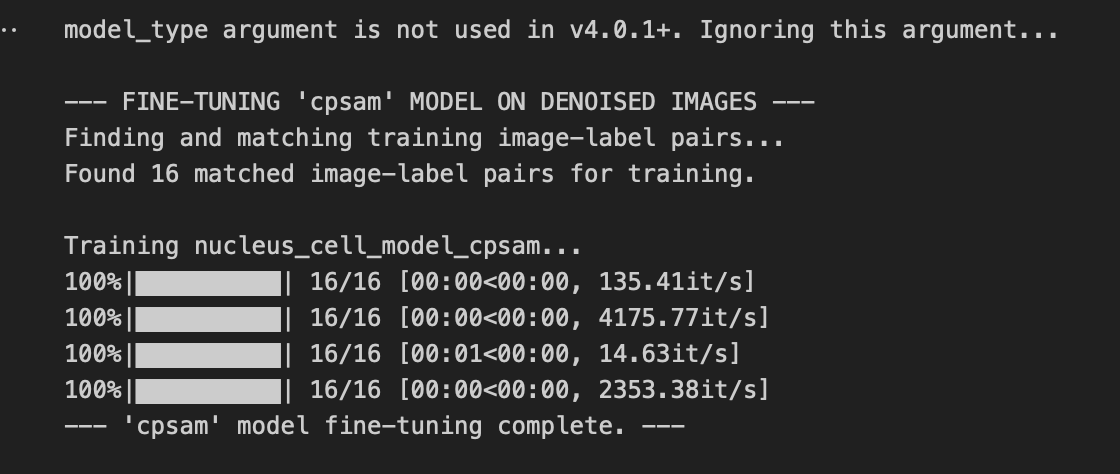 model_type argument is not used in v4.0.1+. Ignoring this argument...
--- FINE-TUNING 'cpsam' MODEL ON DENOISED IMAGES ---
Finding and matching training image-label pairs...
Found 16 matched image-label pairs for training.
Training nucleus_cell_model_cpsam...
100%|██████████| 16/16 [00:00<00:00, 135.41it/s]
100%|██████████| 16/16 [00:00<00:00, 4175.77it/s]
100%|██████████| 16/16 [00:01<00:00, 14.63it/s]
100%|██████████| 16/16 [00:00<00:00, 2353.38it/s]
--- 'cpsam' model fine-tuning complete. ---